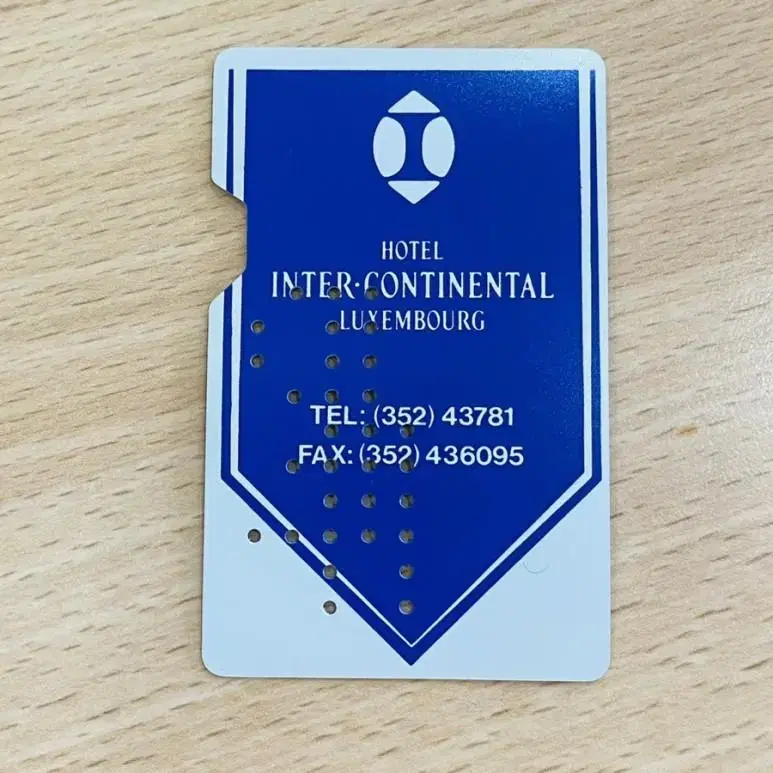 HOTEL
INTER·CONTINENTAL
LUXEMBOURG
TEL: (352) 43781
FAX: (352) 436095